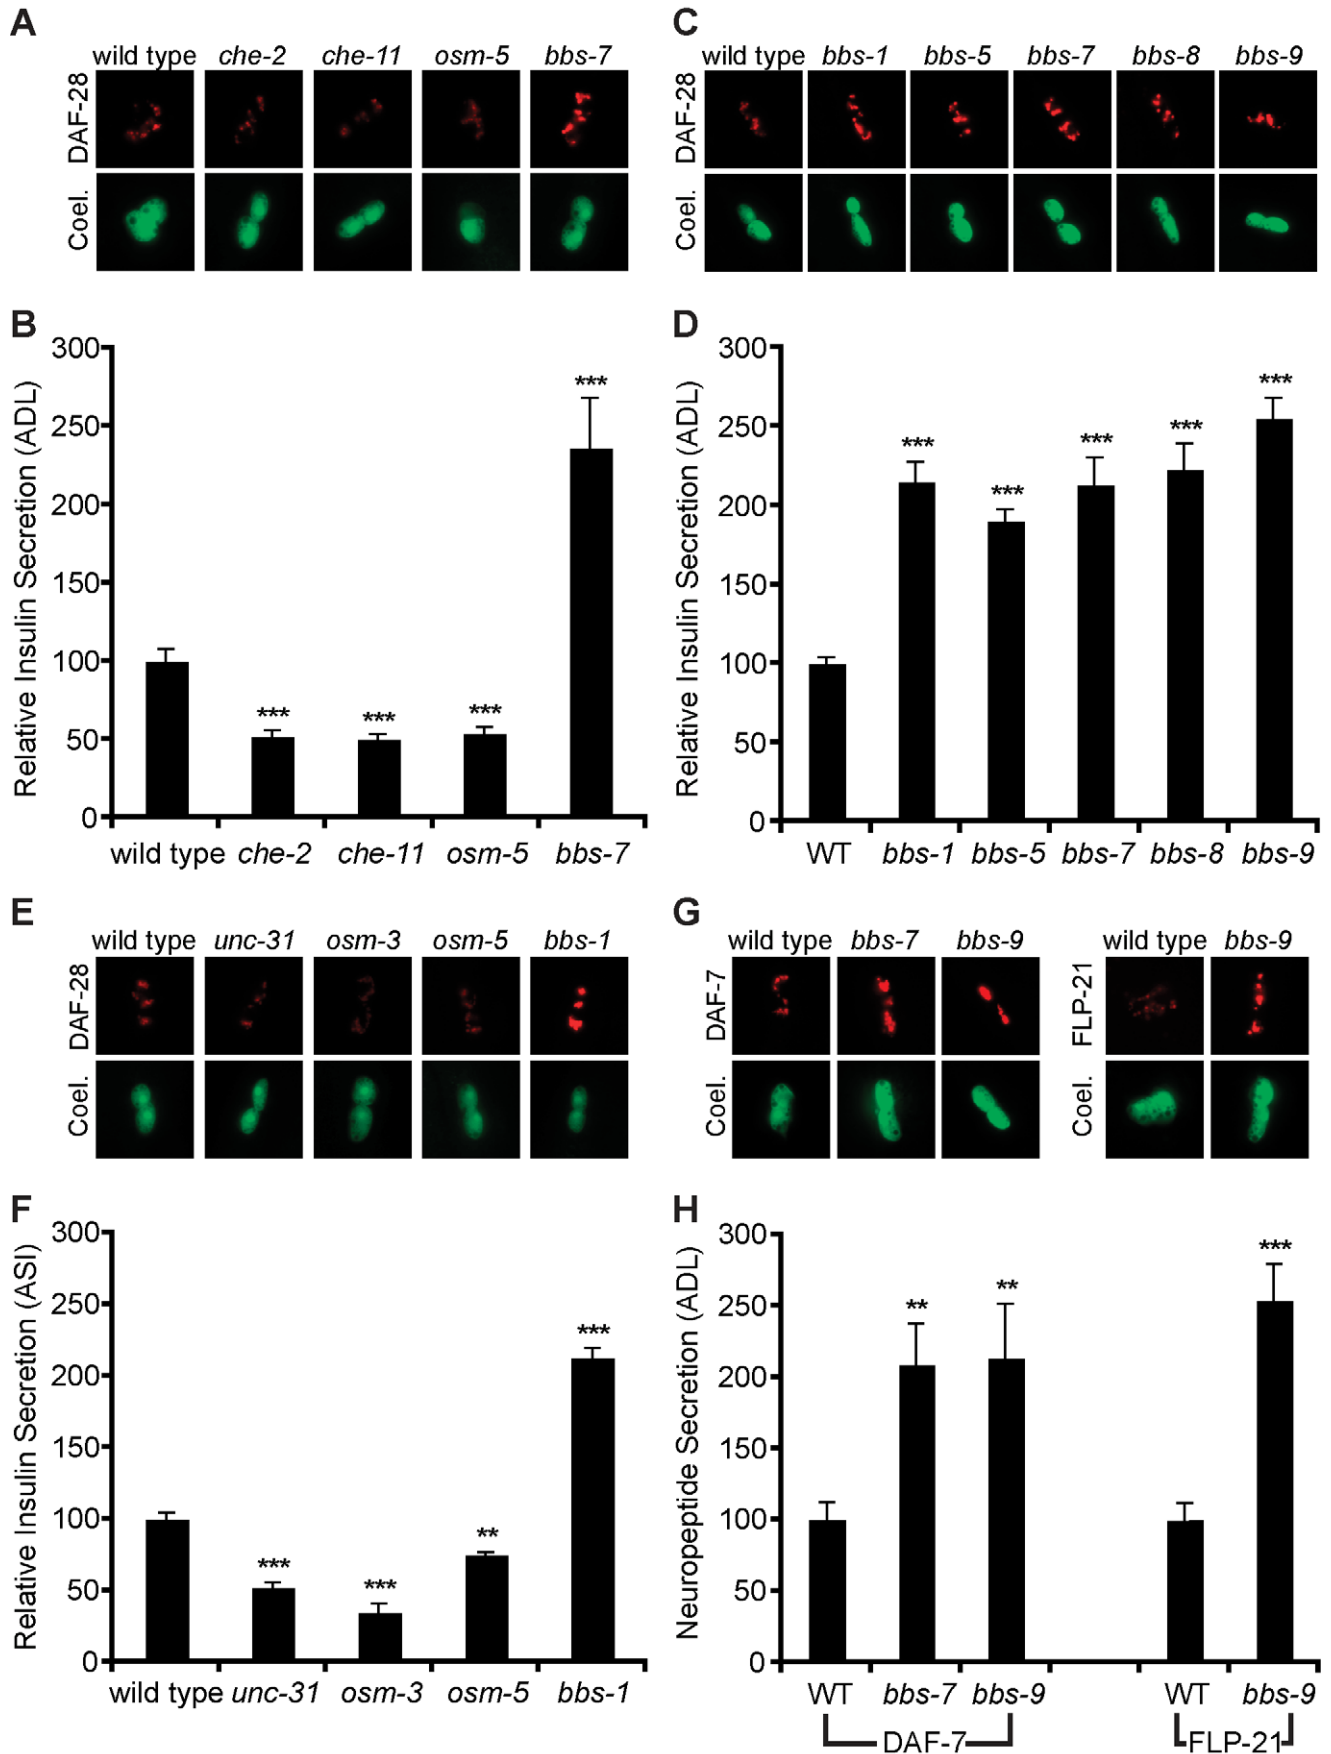 A
wild type che-2 che-11 osm-5 bbs-7
DAF-28
Coel.
B
Relative Insulin Secretion (ADL)
300
250
200
150
100
50
0
*** *** *** ***
wild type che-2 che-11 osm-5 bbs-7
C
wild type bbs-1 bbs-5 bbs-7 bbs-8 bbs-9
DAF-28
Coel.
D
Relative Insulin Secretion (ADL)
300
250
200
150
100
50
0
*** *** *** *** ***
WT bbs-1 bbs-5 bbs-7 bbs-8 bbs-9
E
wild type unc-31 osm-3 osm-5 bbs-1
DAF-28
Coel.
F
Relative Insulin Secretion (ASI)
300
250
200
150
100
50
0
*** *** ** ***
wild type unc-31 osm-3 osm-5 bbs-1
G
wild type bbs-7 bbs-9
DAF-7
Coel.
wild type bbs-9
FLP-21
Coel.
H
Neuropeptide Secretion (ADL)
300
250
200
150
100
50
0
** ** ***
WT bbs-7 bbs-9 WT bbs-9
DAF-7 FLP-21